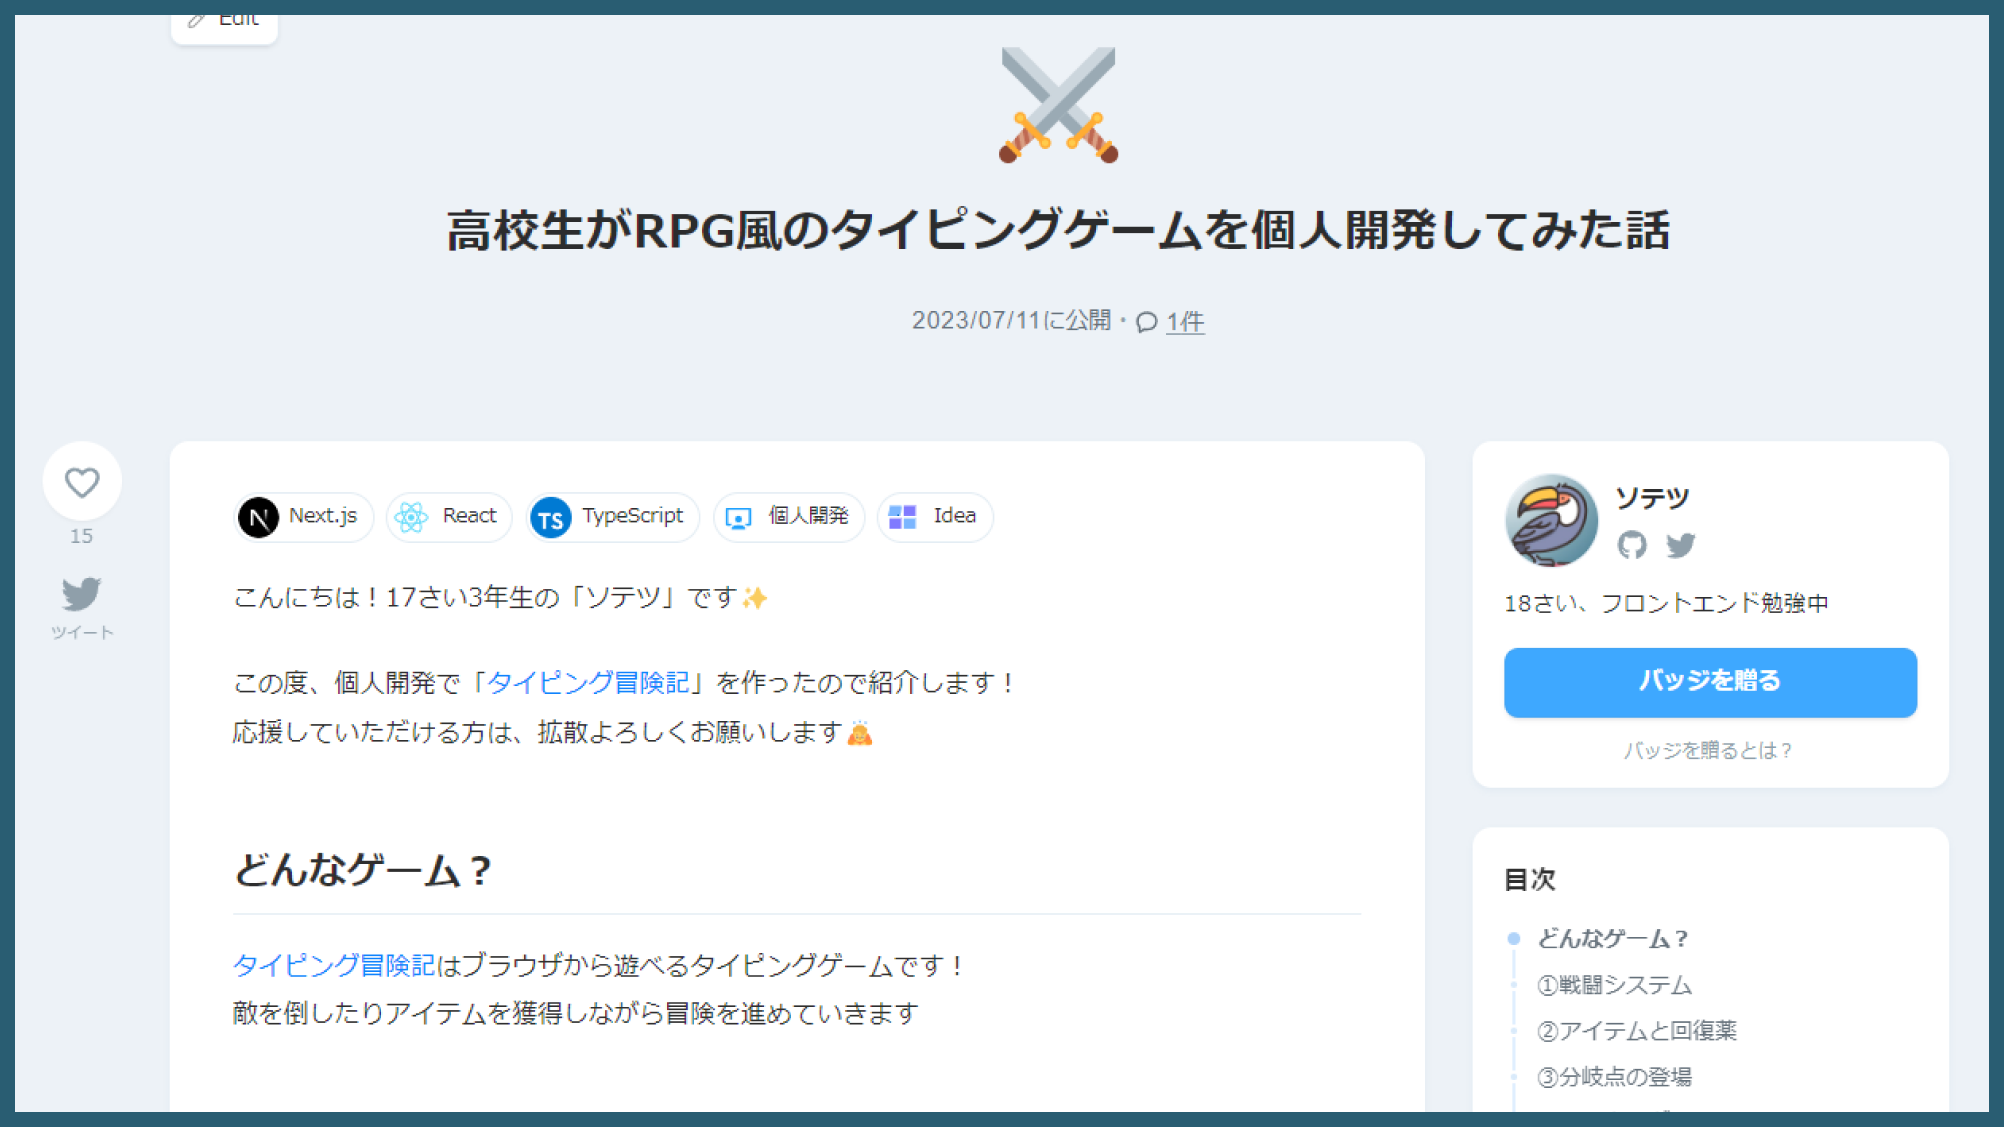 Edit
高校生がRPG風のタイピングゲームを個人開発してみた話
2023/07/11に公開・1件
15
ツイート
Next.js
React
TS TypeScript
個人開発
Idea
こんにちは！17さい3年生の「ソテツ」です✨
この度、個人開発で「タイピング冒険記」を作ったので紹介します！
応援していただける方は、拡散よろしくお願いします🙇
どんなゲーム？
タイピング冒険記はブラウザから遊べるタイピングゲームです！
敵を倒したりアイテムを獲得しながら冒険を進めていきます
ソテツ
18さい、フロントエンド勉強中
バッジを贈る
バッジを贈るとは？
目次
どんなゲーム？
①戦闘システム
②アイテムと回復薬
③分岐点の登場